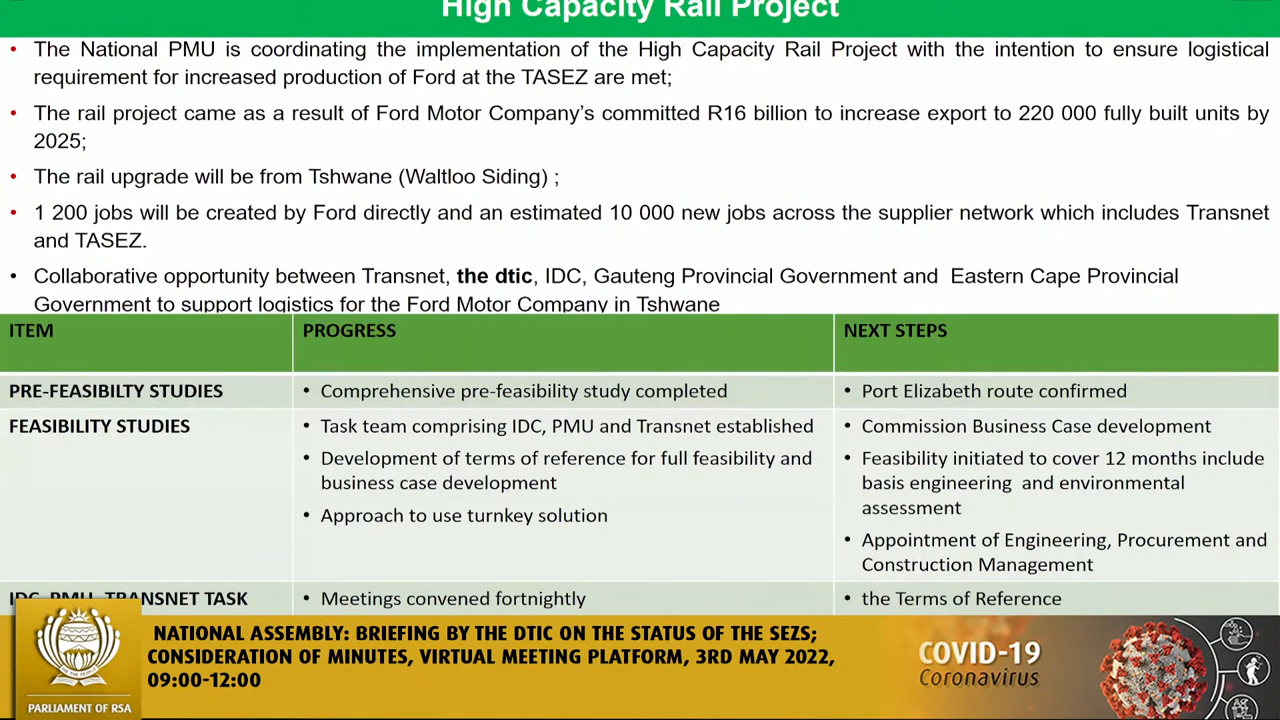 High Capacity Rail Project
• The National PMU is coordinating the implementation of the High Capacity Rail Project with the intention to ensure logistical
requirement for increased production of Ford at the TASEZ are met;
• The rail project came as a result of Ford Motor Company's committed R16 billion to increase export to 220 000 fully built units by
2025;
• The rail upgrade will be from Tshwane (Waltloo Siding) ;
• 1 200 jobs will be created by Ford directly and an estimated 10 000 new jobs across the supplier network which includes Transnet
and TASEZ.
• Collaborative opportunity between Transnet, the dtic, IDC, Gauteng Provincial Government and Eastern Cape Provincial
Government to support logistics for the Ford Motor Company in Tshwane
ITEM
PROGRESS
NEXT STEPS
PRE-FEASIBILTY STUDIES
• Comprehensive pre-feasibility study completed
• Port Elizabeth route confirmed
FEASIBILITY STUDIES
• Task team comprising IDC, PMU and Transnet established
• Development of terms of reference for full feasibility and
business case development
• Approach to use turnkey solution
• Commission Business Case development
• Feasibility initiated to cover 12 months include
basis engineering and environmental
assessment
• Appointment of Engineering, Procurement and
Construction Management
IDC, PMU, TRANSNET TASK
• Meetings convened fortnightly
• the Terms of Reference
NATIONAL ASSEMBLY: BRIEFING BY THE DTIC ON THE STATUS OF THE SEZS;
CONSIDERATION OF MINUTES, VIRTUAL MEETING PLATFORM, 3RD MAY 2022,
09:00-12:00
PARLIAMENT OF RSA
COVID-19
Coronavirus